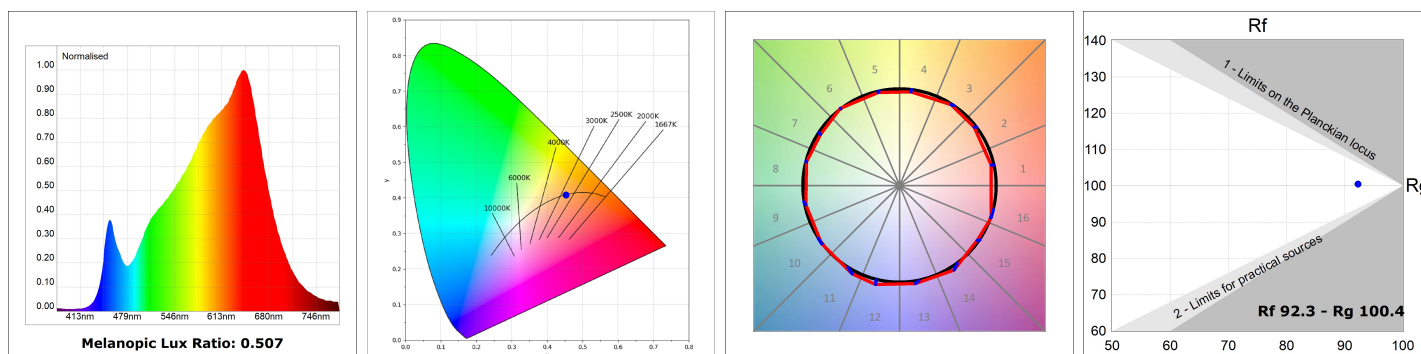 Normalised
1.00
0.90
0.80
0.70
0.60
0.50
0.40
0.30
0.20
0.10
0.00
413nm 479nm 546nm 613nm 680nm 746nm
Melanopic Lux Ratio: 0.507
0.9
0.8
0.7
0.6
0.5
0.4
0.3
0.2
0.1
0.0
y
0.0 0.1 0.2 0.3 0.4 0.5 0.6 0.7 0.8
10000K
6000K
4000K
3000K
2500K
2000K
1667K
1
2
3
4
5
6
7
8
9
10
11
12
13
14
15
16
Rf
140
130
120
110
100
90
80
70
60
50 60 70 80 90 100
1 - Limits on the Planckian locus
2 - Limits for practical sources
Rg
Rf 92.3 - Rg 100.4